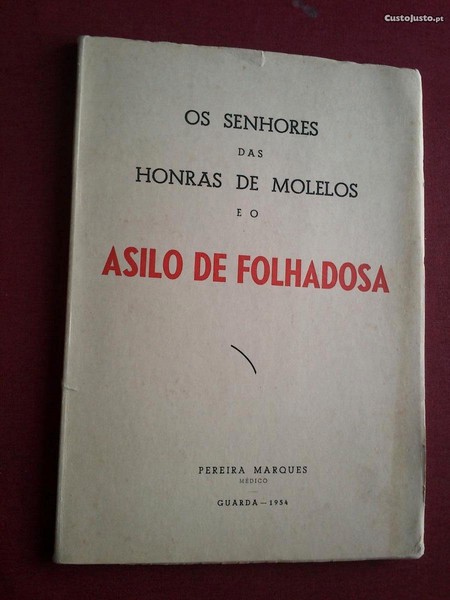 CustoJusto.pt
OS SENHORES
DAS
HONRAS DE MOLELOS
E O
ASILO DE FOLHADOSA
PEREIRA MARQUES
MÉDICO
GUARDA — 1954